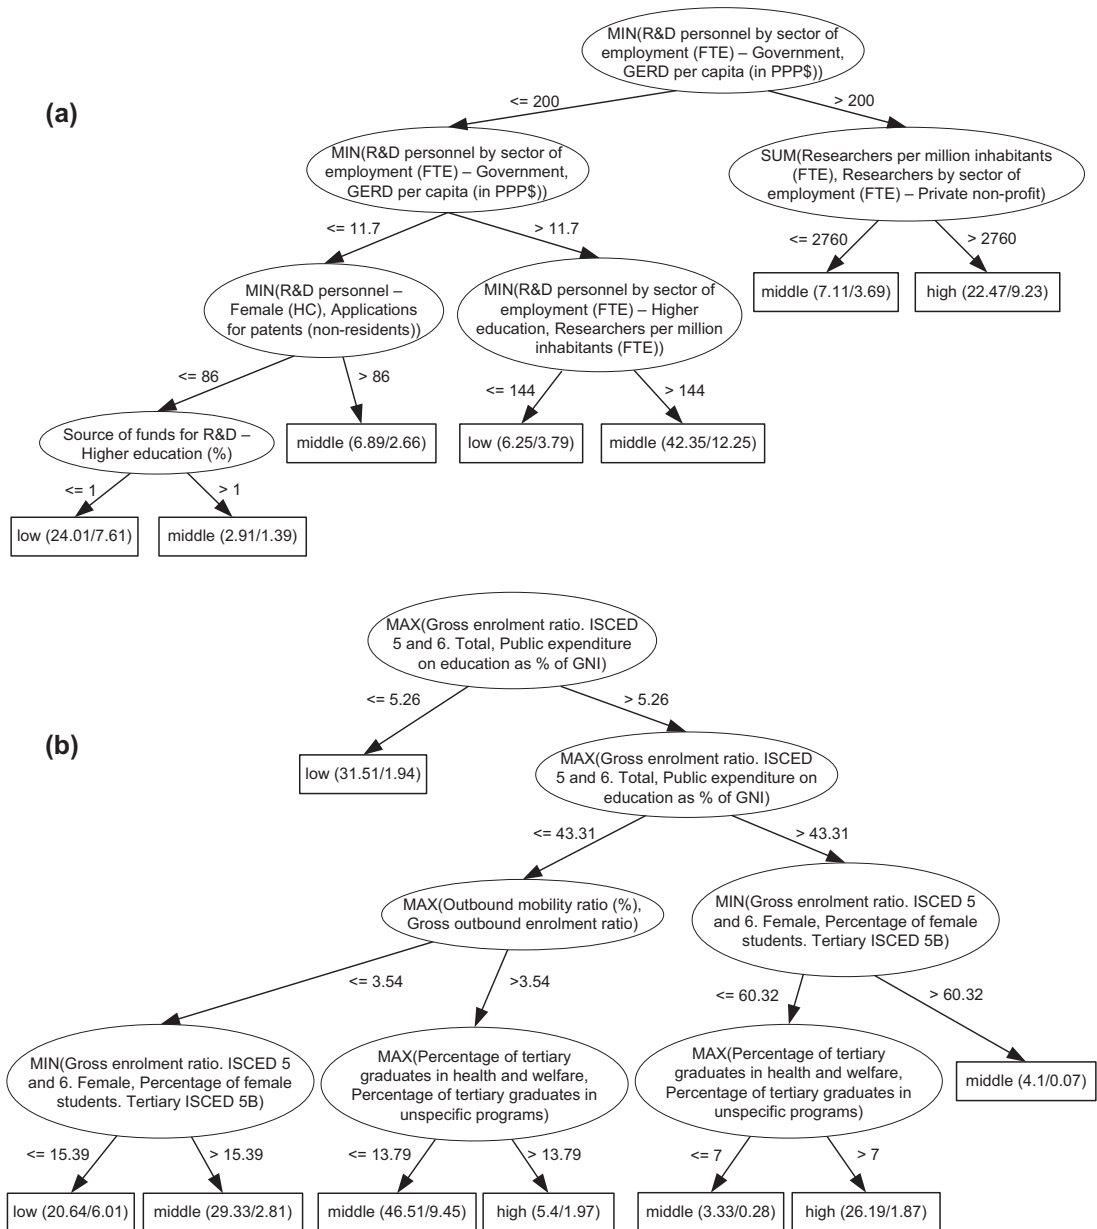 MIN(R&D personnel by sector of
employment (FTE) – Government,
GERD per capita (in PPP$))
(a)
<= 200
> 200
MIN(R&D personnel by sector of
employment (FTE) – Government,
GERD per capita (in PPP$))
SUM(Researchers per million inhabitants
(FTE), Researchers by sector of
employment (FTE) – Private non-profit)
<= 11.7
> 11.7
<= 2760
> 2760
MIN(R&D personnel –
Female (HC), Applications
for patents (non-residents))
MIN(R&D personnel by sector of
employment (FTE) – Higher
education, Researchers per million
inhabitants (FTE))
middle (7.11/3.69)
high (22.47/9.23)
<= 86
> 86
<= 144
> 144
Source of funds for R&D –
Higher education (%)
middle (6.89/2.66)
low (6.25/3.79)
middle (42.35/12.25)
<= 1
> 1
low (24.01/7.61)
middle (2.91/1.39)
MAX(Gross enrolment ratio. ISCED
5 and 6. Total, Public expenditure
on education as % of GNI)
<= 5.26
> 5.26
(b)
low (31.51/1.94)
MAX(Gross enrolment ratio. ISCED
5 and 6. Total, Public expenditure on
education as % of GNI)
<= 43.31
> 43.31
MAX(Outbound mobility ratio (%),
Gross outbound enrolment ratio)
MIN(Gross enrolment ratio. ISCED 5
and 6. Female, Percentage of female
students. Tertiary ISCED 5B)
<= 3.54
>3.54
<= 60.32
> 60.32
MIN(Gross enrolment ratio. ISCED 5
and 6. Female, Percentage of female
students. Tertiary ISCED 5B)
MAX(Percentage of tertiary
graduates in health and welfare,
Percentage of tertiary graduates in
unspecific programs)
MAX(Percentage of tertiary
graduates in health and welfare,
Percentage of tertiary graduates in
unspecific programs)
middle (4.1/0.07)
<= 15.39
> 15.39
<= 13.79
> 13.79
<= 7
> 7
low (20.64/6.01)
middle (29.33/2.81)
middle (46.51/9.45)
high (5.4/1.97)
middle (3.33/0.28)
high (26.19/1.87)